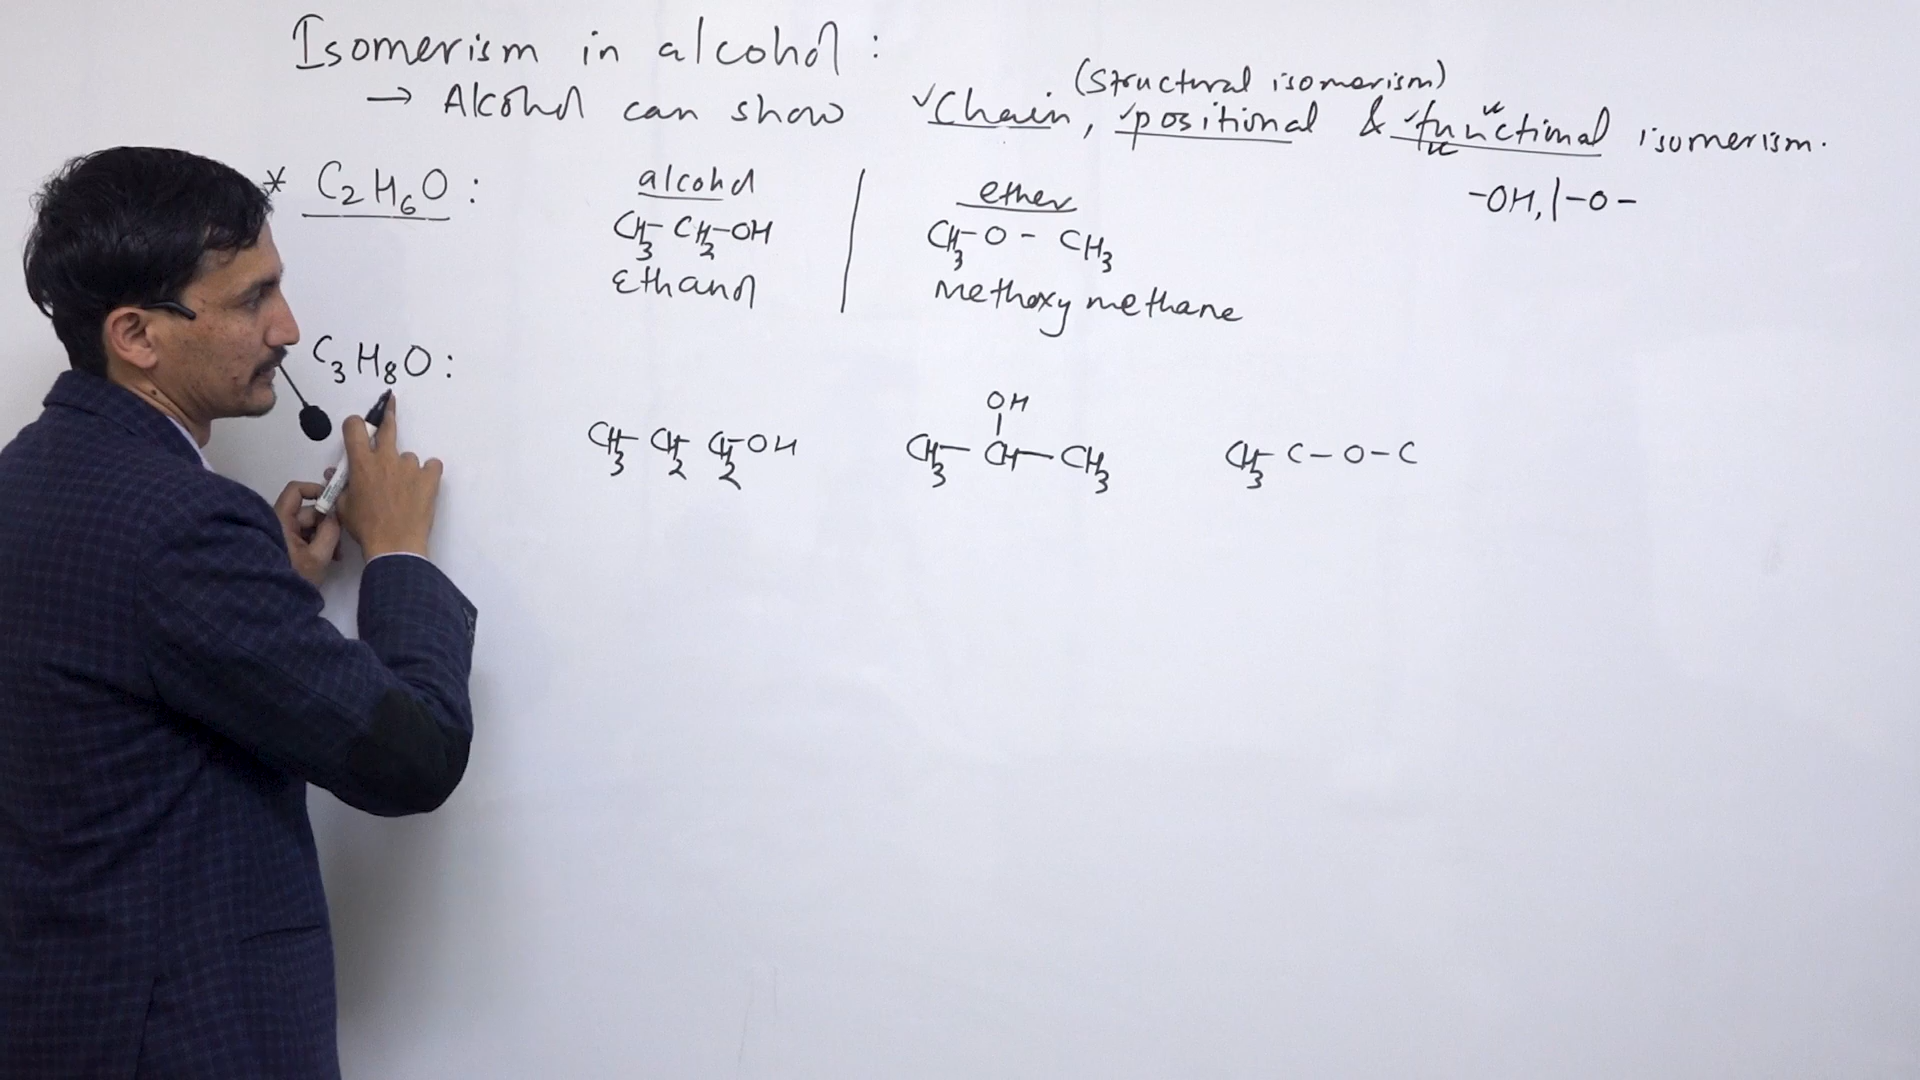 Isomerism in alcohol :
(structural isomerism)
→ Alcohol can show ✓Chain, ✓positional & ✓functional isomerism.
-OH, | -O-
* C₂H₆O :
alcohol
CH₃-CH₂-OH
Ethanol
ether
CH₃-O-CH₃
methoxy methane
C₃H₈O :
CH₃-CH₂-CH₂-OH
OH
CH₃-CH-CH₃
CH₃-C-O-C